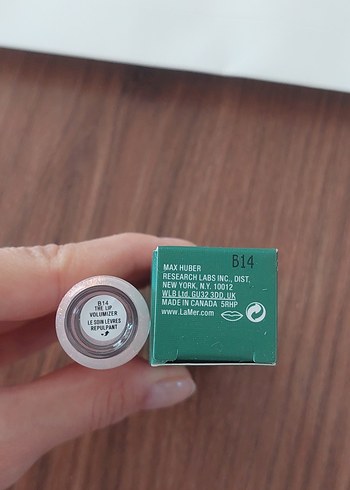 B14
THE LIP
VOLUMIZER
LE SOIN LÈVRES
REPULPANT
B14
MAX HUBER
RESEARCH LABS INC., DIST,
NEW YORK, N.Y. 10012
WLB Ltd, GU32 3DD, UK
MADE IN CANADA 5RHP
www.LaMer.com